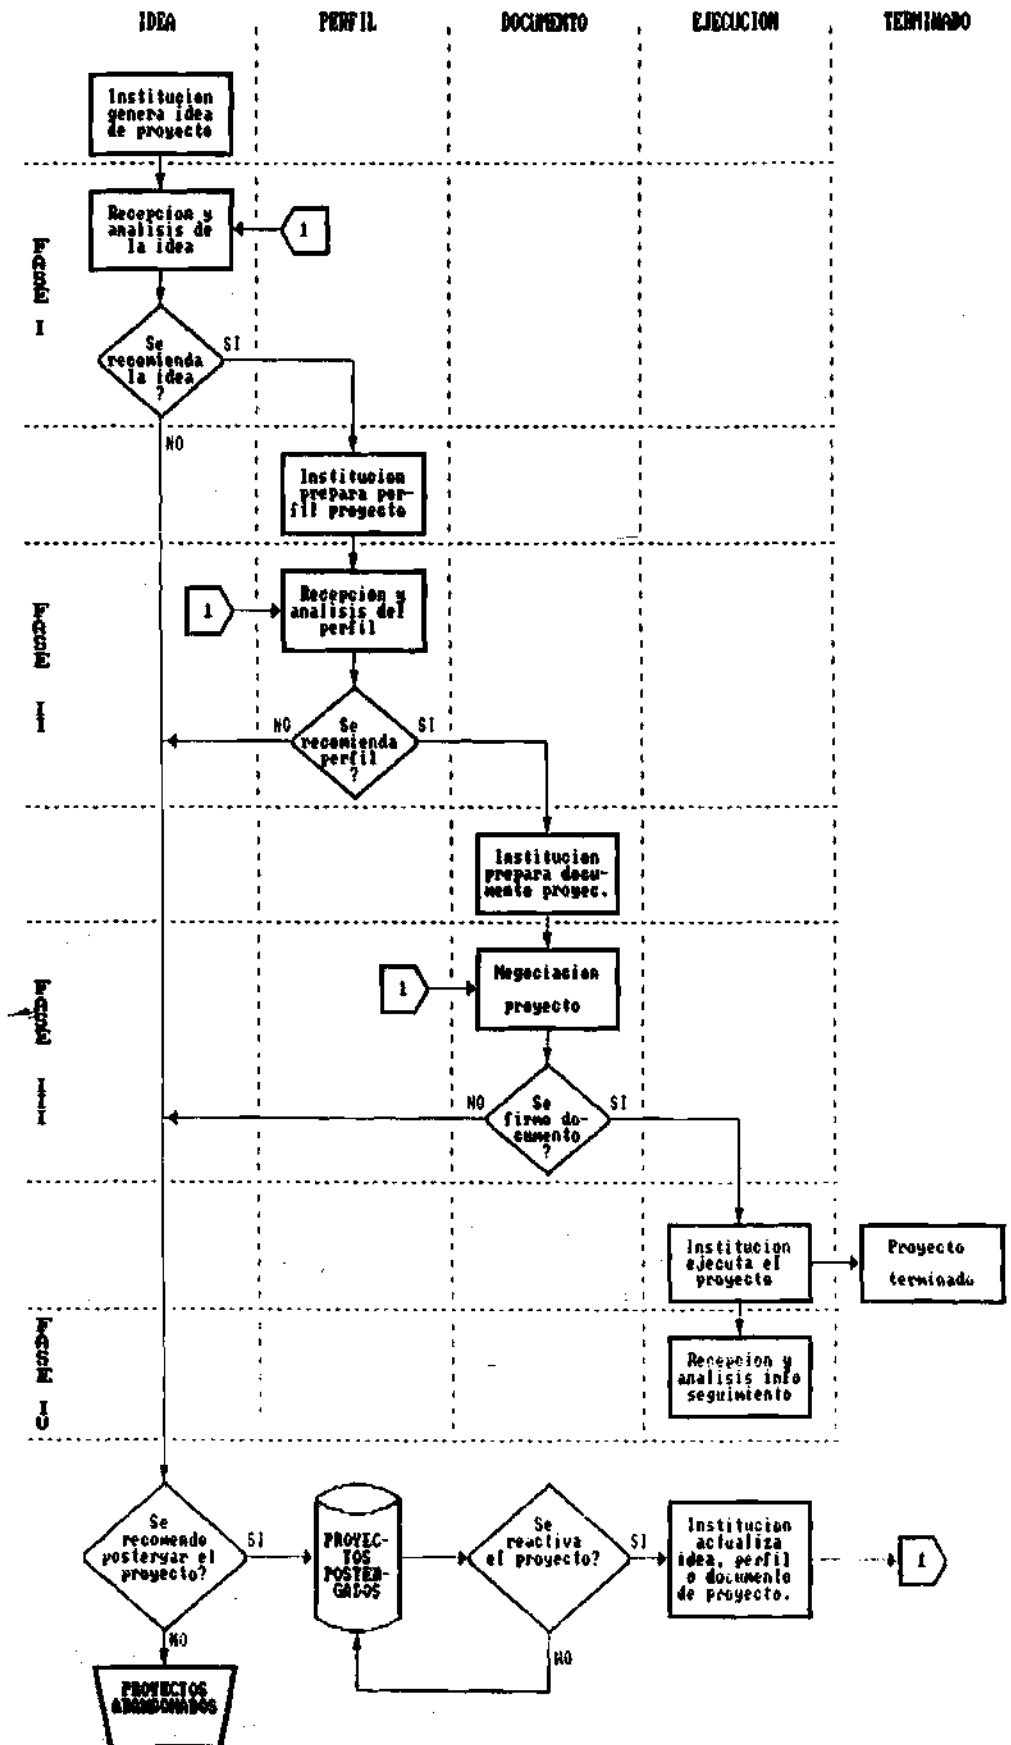 IDEA PERFIL DOCUMENTO EJECUCION TERMINADO
Institucion
genera idea
de proyecto
Recepcion y
analisis de
la idea
1
I
Se
recomienda
la idea
?
SI
NO
Institucion
prepara per-
fil proyecto
Recepcion y
analisis del
perfil
1
II
Se
recomienda
perfil
?
NO
SI
Institucion
prepara docu-
mento proyec.
Negociacion
proyecto
1
III
Se
firmo do-
cumento
?
NO
SI
Institucion
ejecuta el
proyecto
Proyecto
terminado
Recepcion y
analisis info
seguimiento
IV
Se
recomendo
postergar el
proyecto?
SI
NO
PROYEC-
TOS
POSTER-
GADOS
Se
reactiva
el proyecto?
SI
NO
Institucion
actualiza
idea, perfil
o documento
de proyecto.
1
PROYECTOS
ABANDONADOS